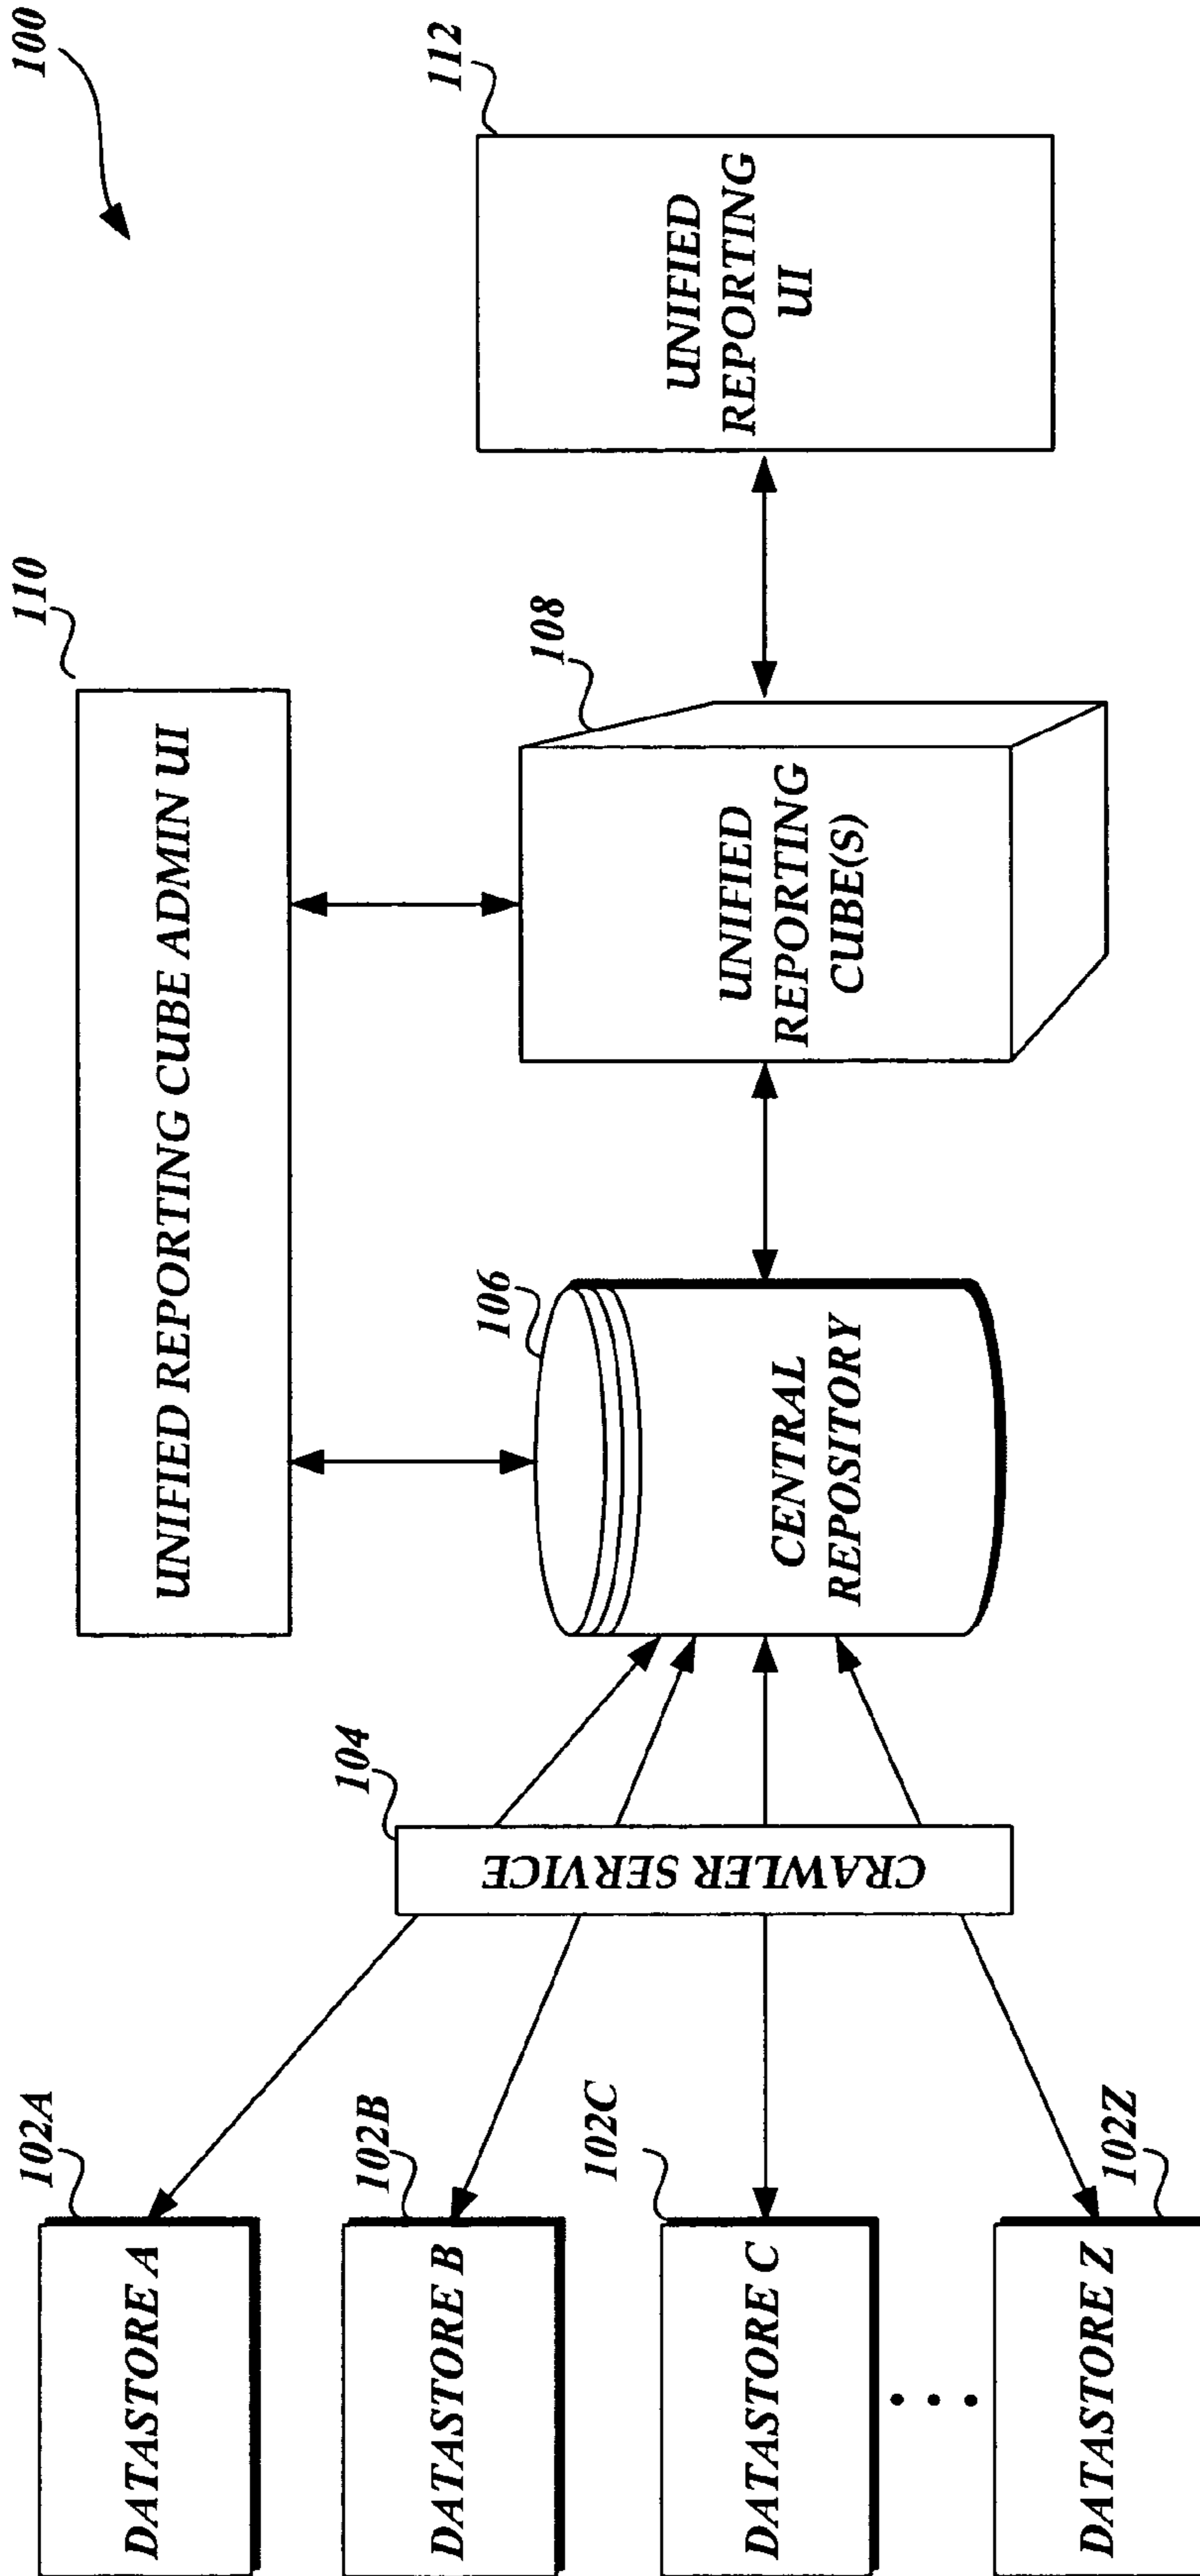 100
110
UNIFIED REPORTING CUBE ADMIN UI
112
UNIFIED
REPORTING
UI
108
UNIFIED
REPORTING
CUBE(S)
106
CENTRAL
REPOSITORY
104
CRAWLER SERVICE
102A
DATASTORE A
102B
DATASTORE B
102C
DATASTORE C
102Z
DATASTORE Z